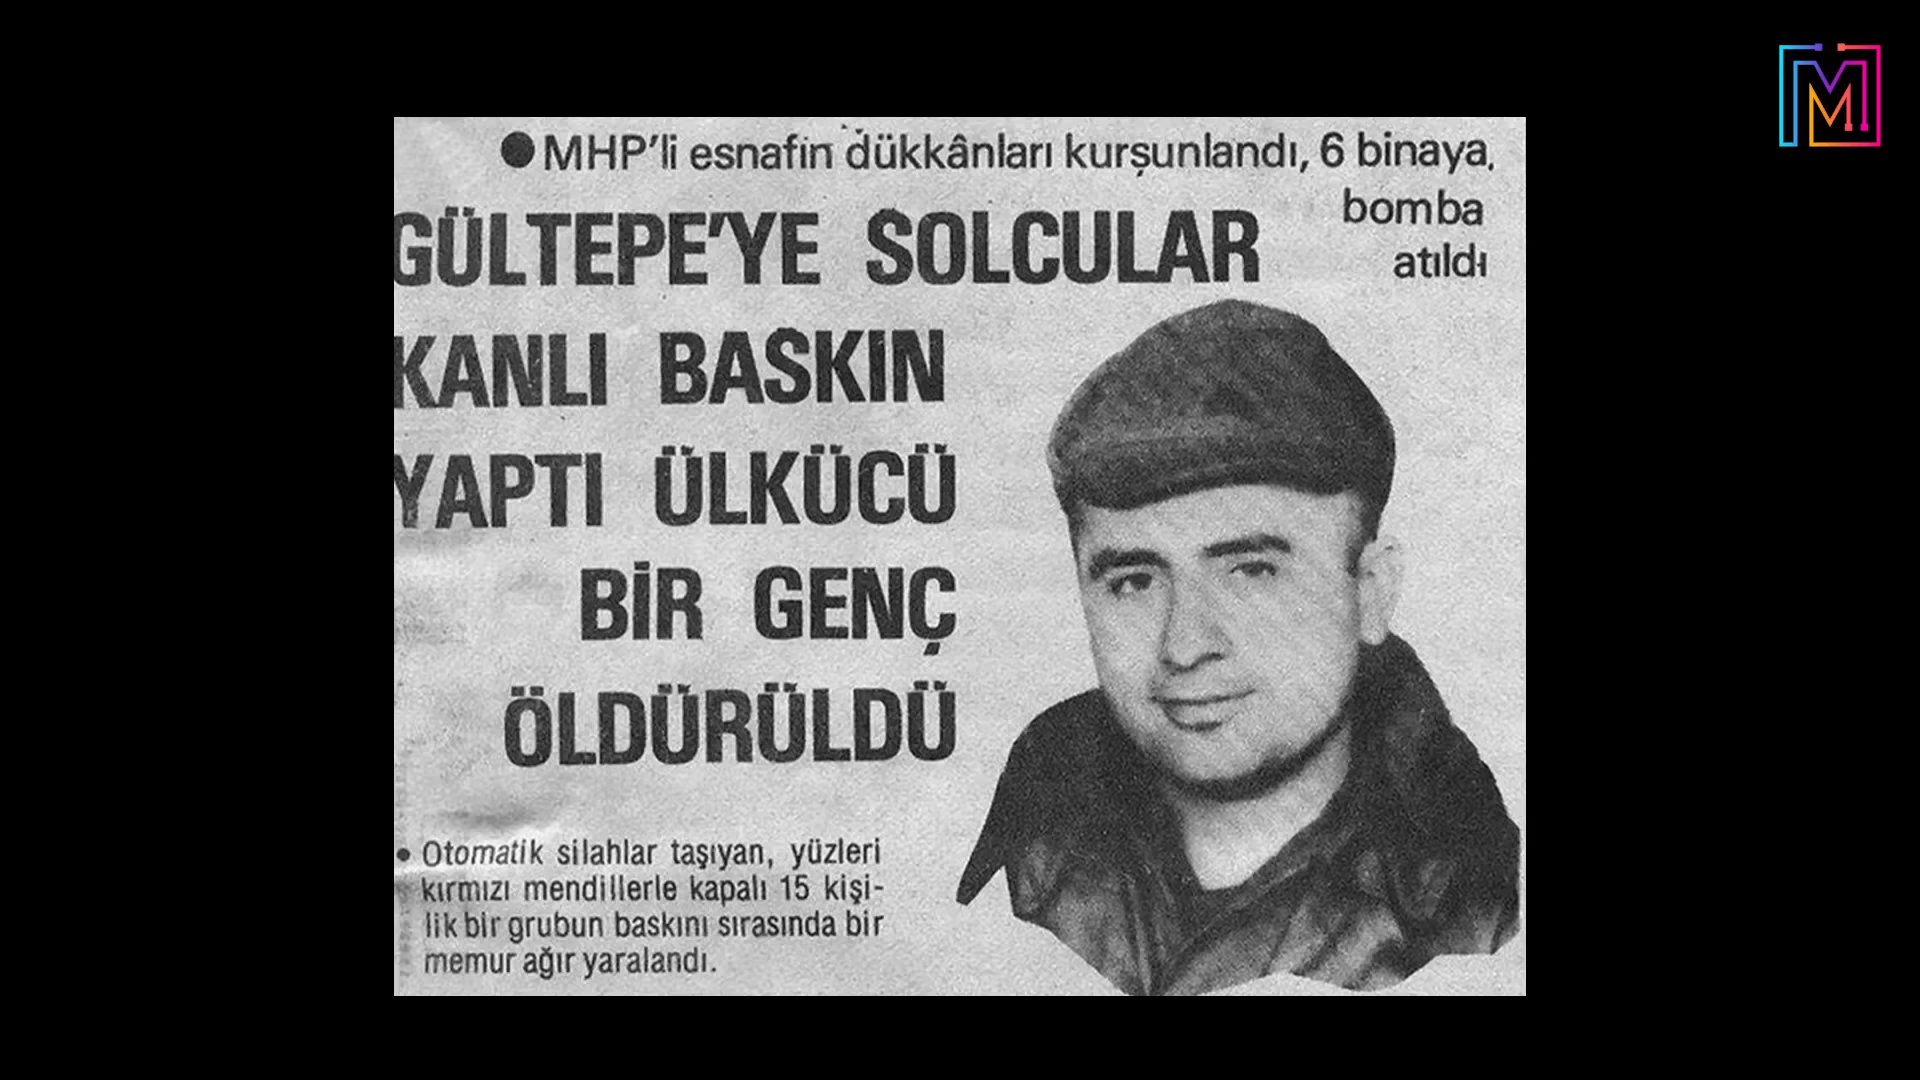 ● MHP'li esnafın dükkânları kurşunlandı, 6 binaya,
bomba
atıldı
GÜLTEPE'YE SOLCULAR
KANLI BASKIN
YAPTI ÜLKÜCÜ
BİR GENÇ
ÖLDÜRÜLDÜ
• Otomatik silahlar taşıyan, yüzleri
kırmızı mendillerle kapalı 15 kişi-
lik bir grubun baskını sırasında bir
memur ağır yaralandı.
M